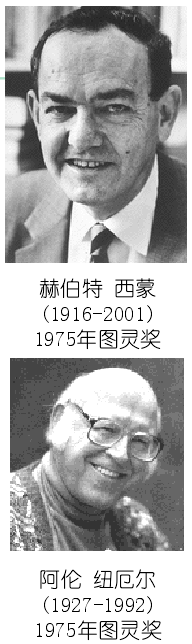 赫伯特 西蒙
(1916-2001)
1975年图灵奖
阿伦 纽厄尔
(1927-1992)
1975年图灵奖